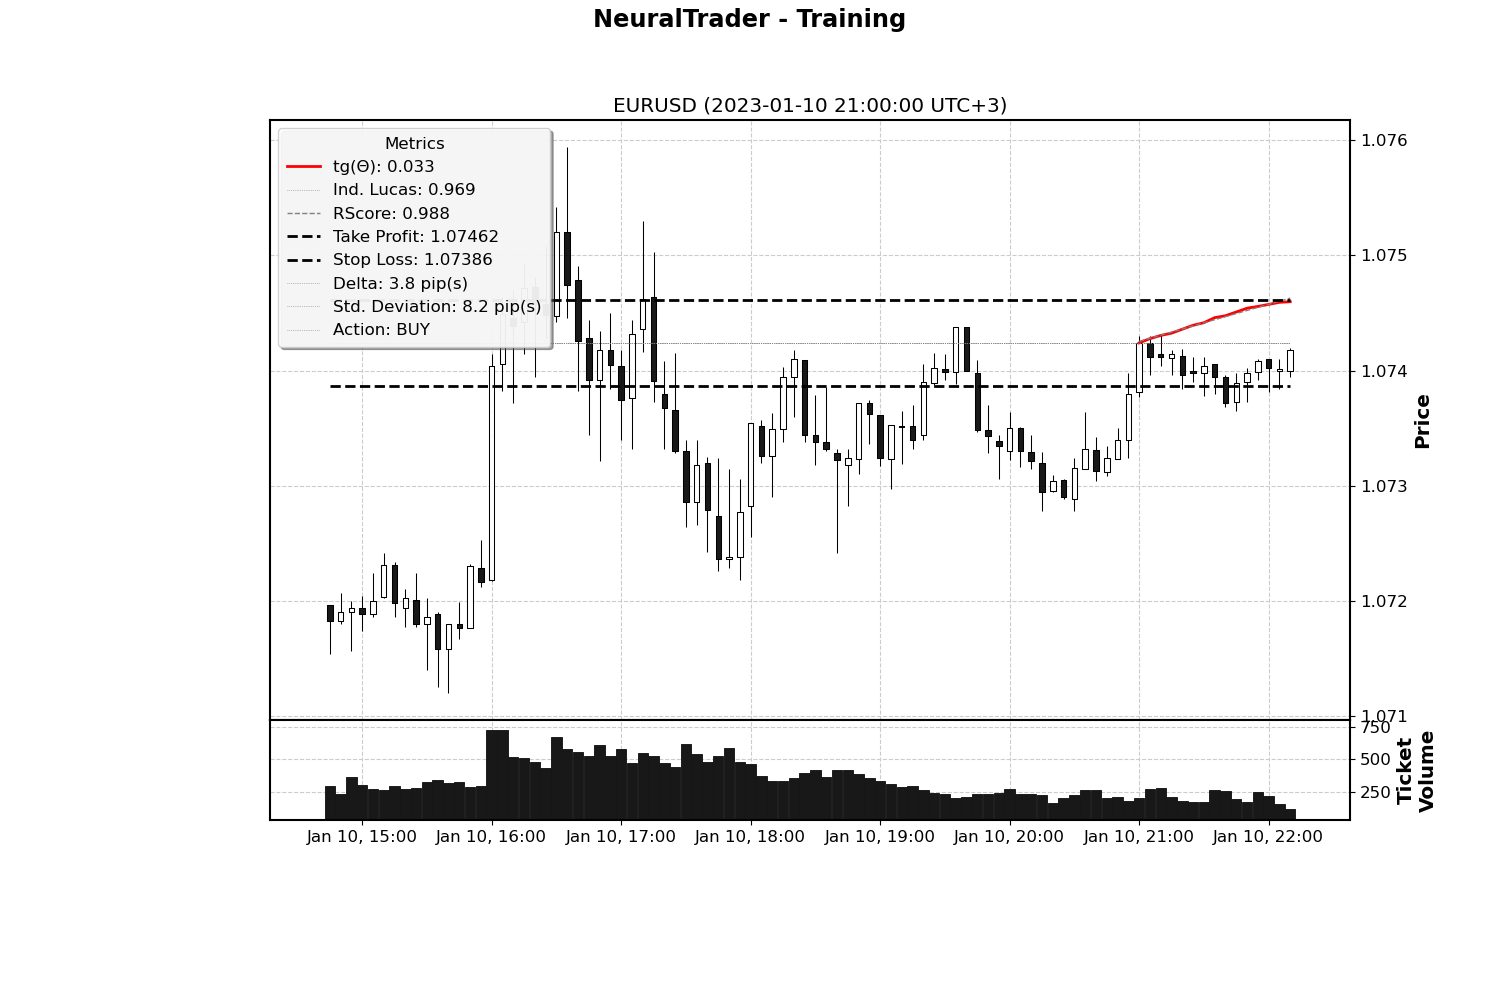 NeuralTrader - Training
EURUSD (2023-01-10 21:00:00 UTC+3)
Metrics
tg(Θ): 0.033
Ind. Lucas: 0.969
RScore: 0.988
Take Profit: 1.07462
Stop Loss: 1.07386
Delta: 3.8 pip(s)
Std. Deviation: 8.2 pip(s)
Action: BUY
1.076
1.075
1.074
1.073
1.072
1.071
Price
750
500
250
Ticket
Volume
Jan 10, 15:00
Jan 10, 16:00
Jan 10, 17:00
Jan 10, 18:00
Jan 10, 19:00
Jan 10, 20:00
Jan 10, 21:00
Jan 10, 22:00